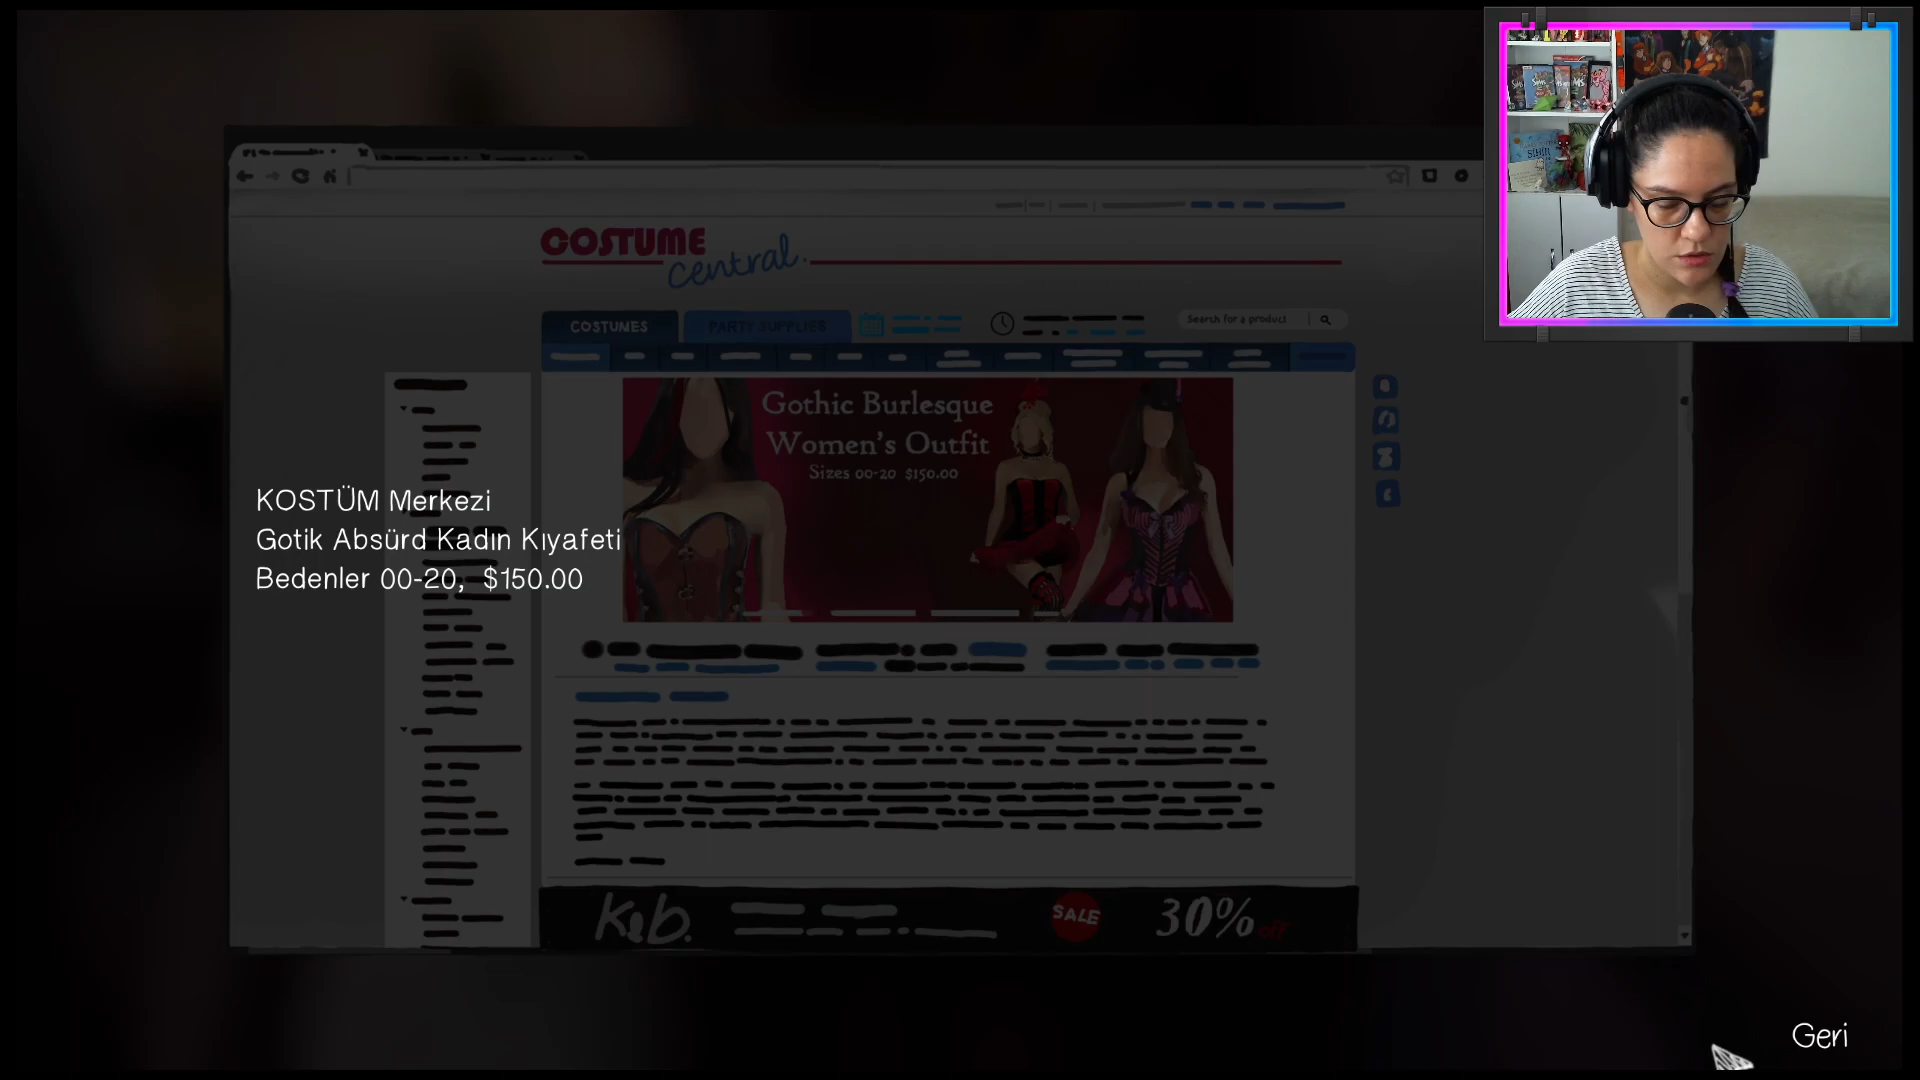 COSTUME
central.
COSTUMES
PARTY SUPPLIES
Search for a product
Gothic Burlesque
Women's Outfit
Sizes 00-20 $150.00
KOSTÜM Merkezi
Gotik Absürd Kadın Kıyafeti
Bedenler 00-20, $150.00
K&b.
SALE
30% off
Geri